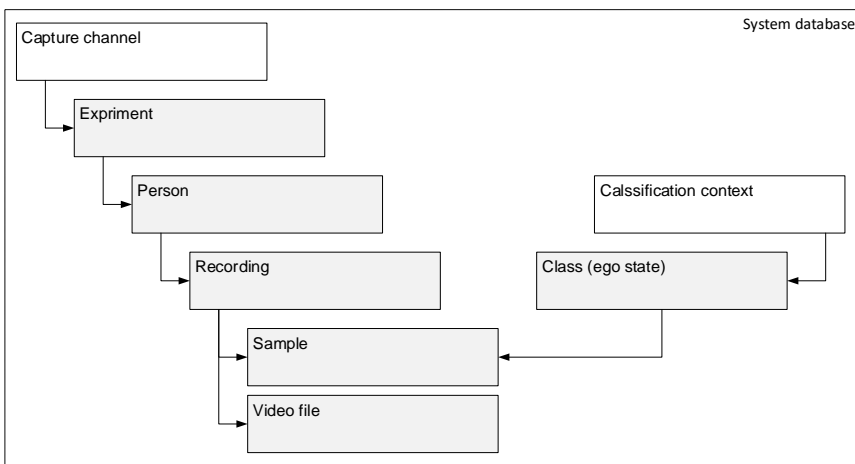 System database
Capture channel
Expriment
Person
Calssification context
Recording
Class (ego state)
Sample
Video file